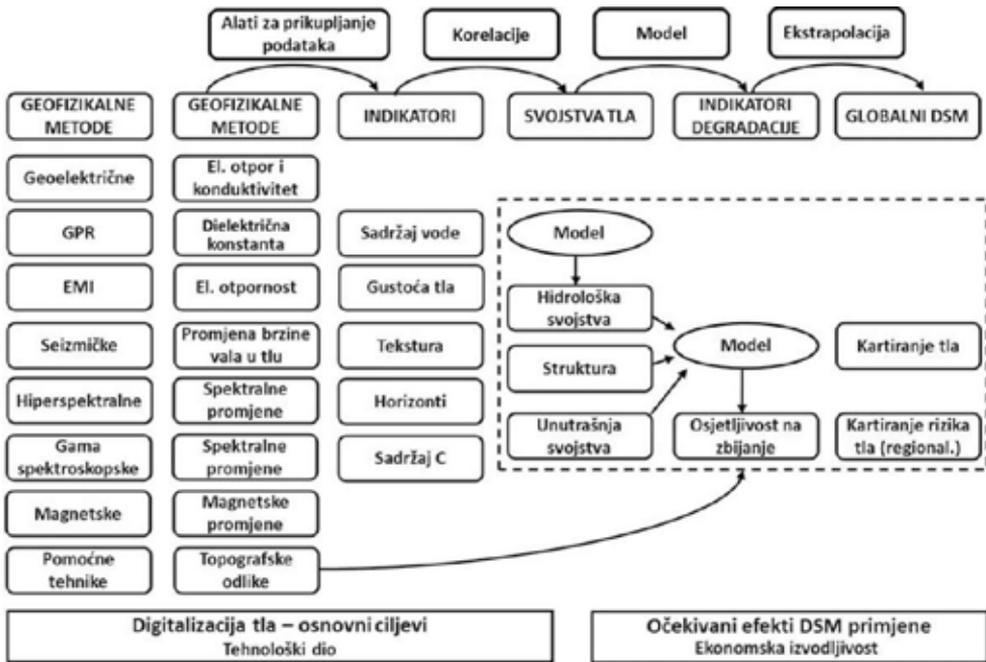 Alati za prikupljanje
podataka
Korelacije
Model
Ekstrapolacija
GEOFIZIKALNE
METODE
GEOFIZIKALNE
METODE
INDIKATORI
SVOJSTVA TLA
INDIKATORI
DEGRADACIJE
GLOBALNI DSM
Geoelektrične
El. otpor i
konduktivitet
GPR
Dielektrična
konstanta
Sadržaj vode
Model
EMI
El. otpornost
Gustoća tla
Hidrološka
svojstva
Seizmičke
Promjena brzine
vala u tlu
Tekstura
Struktura
Model
Kartiranje tla
Hiperspektralne
Spektralne
promjene
Horizonti
Unutrašnja
svojstva
Osjetljivost na
zbijanje
Kartiranje rizika
tla (regional.)
Gama
spektroskopske
Spektralne
promjene
Sadržaj C
Magnetske
Magnetske
promjene
Pomoćne
tehnike
Topografske
odlike
Digitalizacija tla – osnovni ciljevi
Tehnološki dio
Očekivani efekti DSM primjene
Ekonomska izvodljivost